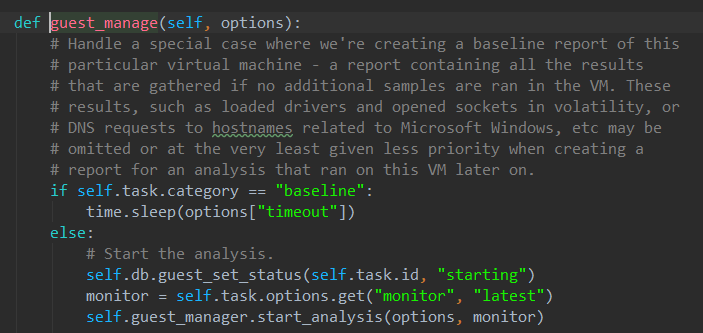 def guest_manage(self, options):
# Handle a special case where we're creating a baseline report of this
# particular virtual machine - a report containing all the results
# that are gathered if no additional samples are ran in the VM. These
# results, such as loaded drivers and opened sockets in volatility, or
# DNS requests to hostnames related to Microsoft Windows, etc may be
# omitted or at the very least given less priority when creating a
# report for an analysis that ran on this VM later on.
if self.task.category == "baseline":
time.sleep(options["timeout"])
else:
# Start the analysis.
self.db.guest_set_status(self.task.id, "starting")
monitor = self.task.options.get("monitor", "latest")
self.guest_manager.start_analysis(options, monitor)